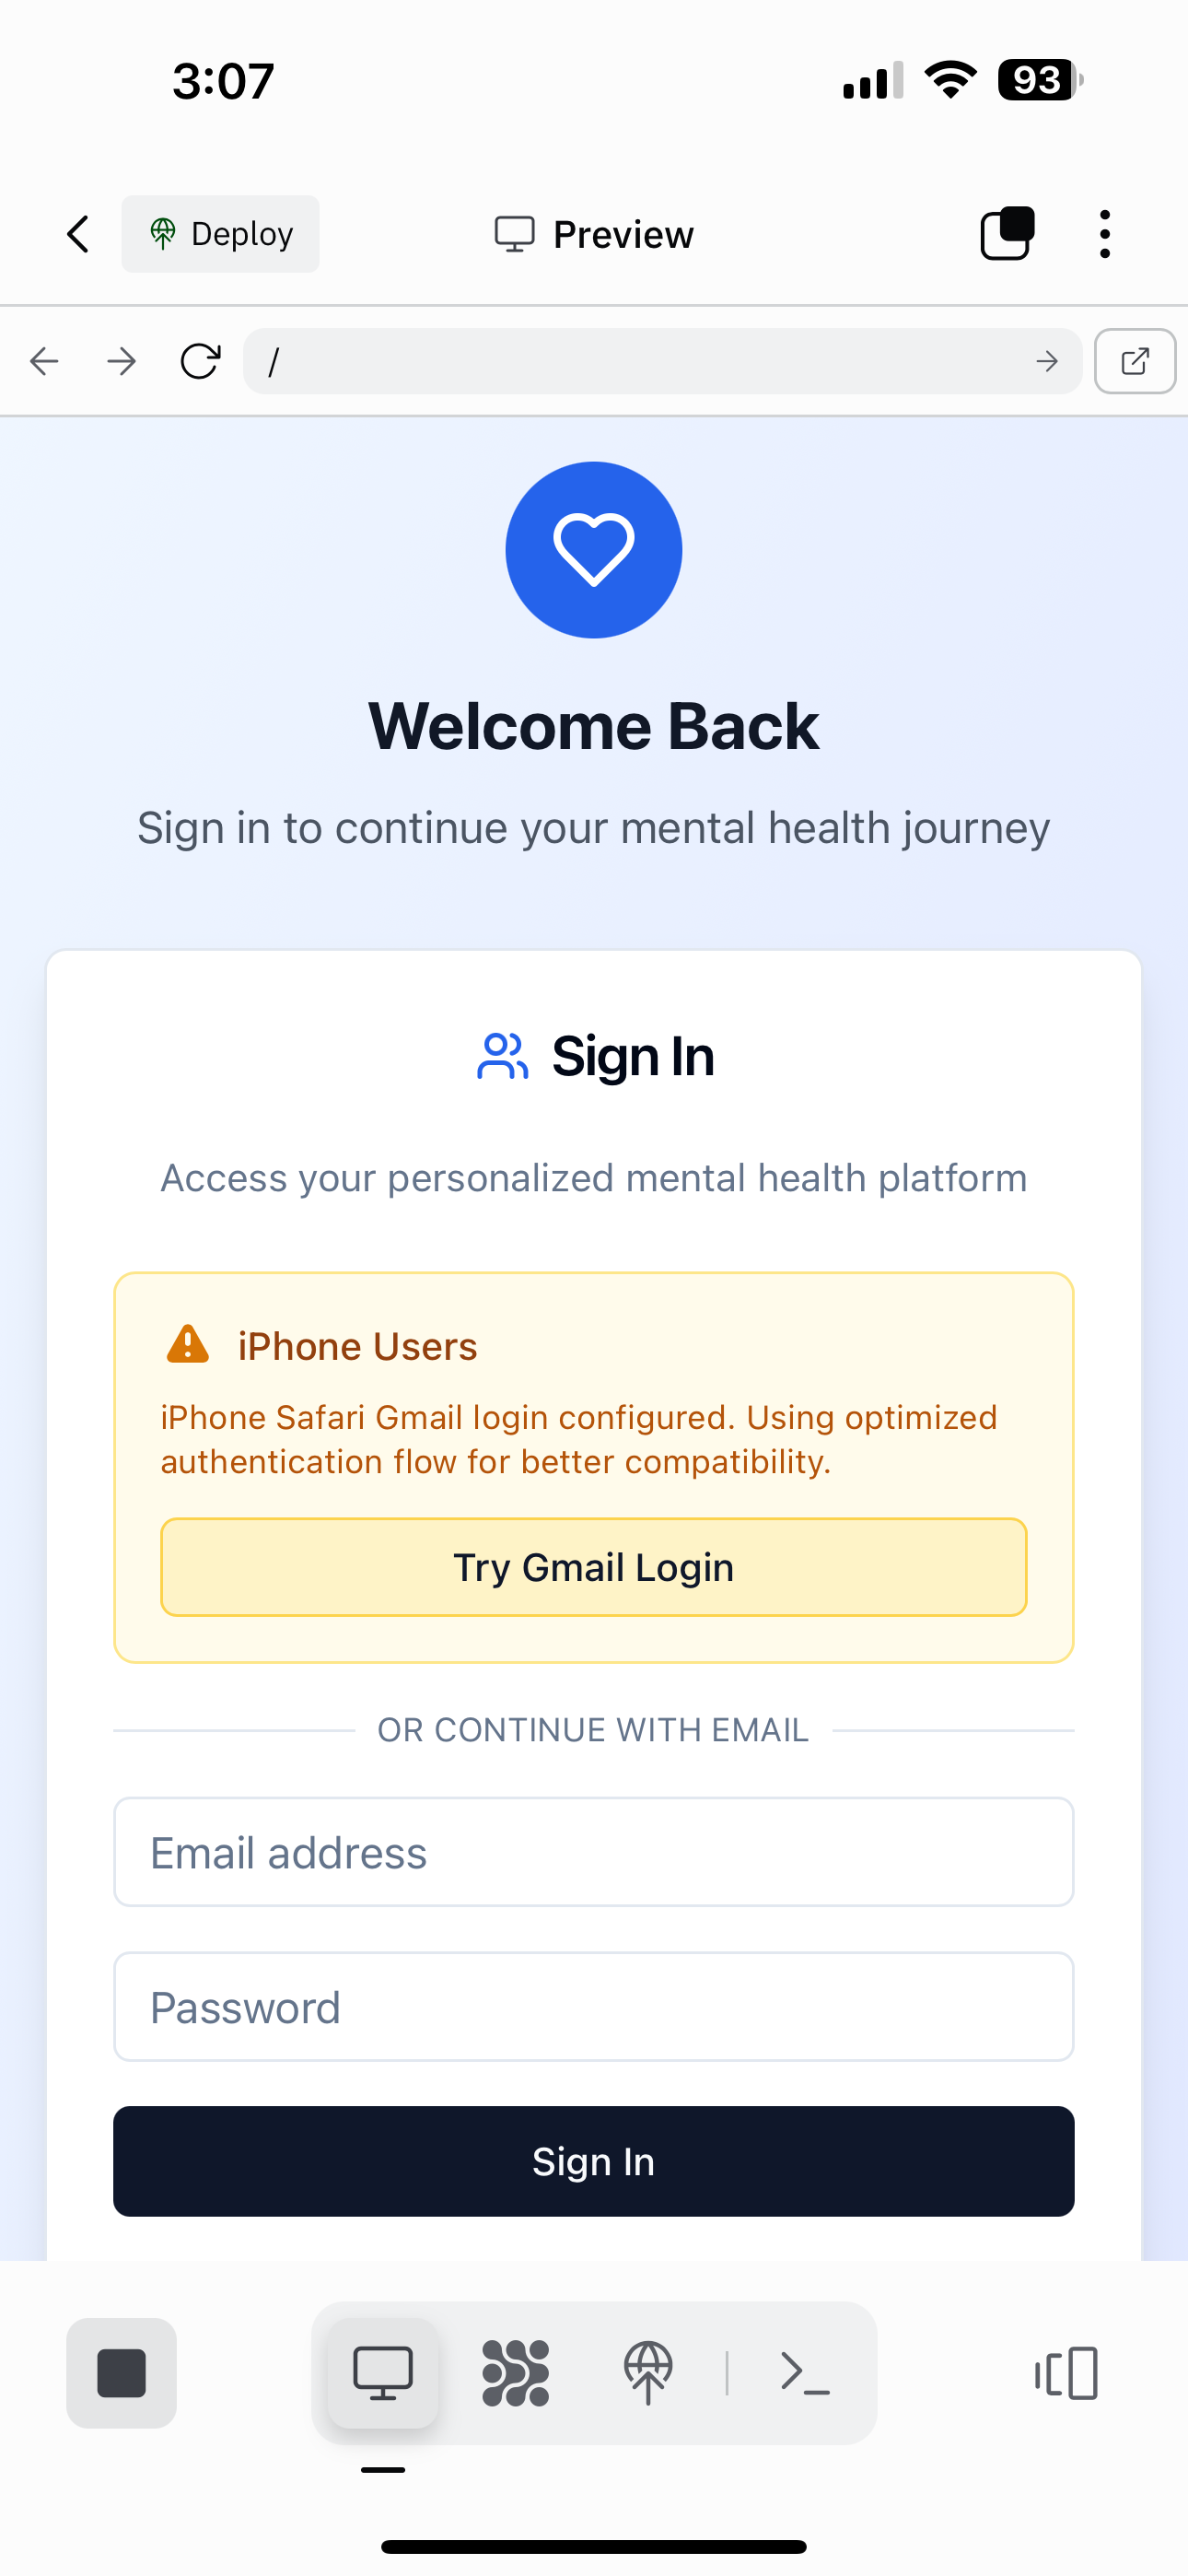 3:07
93
Deploy
Preview
/
Welcome Back
Sign in to continue your mental health journey
Sign In
Access your personalized mental health platform
iPhone Users
iPhone Safari Gmail login configured. Using optimized
authentication flow for better compatibility.
Try Gmail Login
OR CONTINUE WITH EMAIL
Email address
Password
Sign In